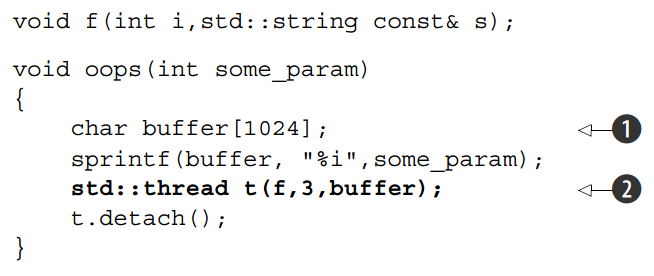 void f(int i,std::string const& s);
void oops(int some_param)
{
    char buffer[1024]; 1
    sprintf(buffer, "%i",some_param);
    std::thread t(f,3,buffer); 2
    t.detach();
}